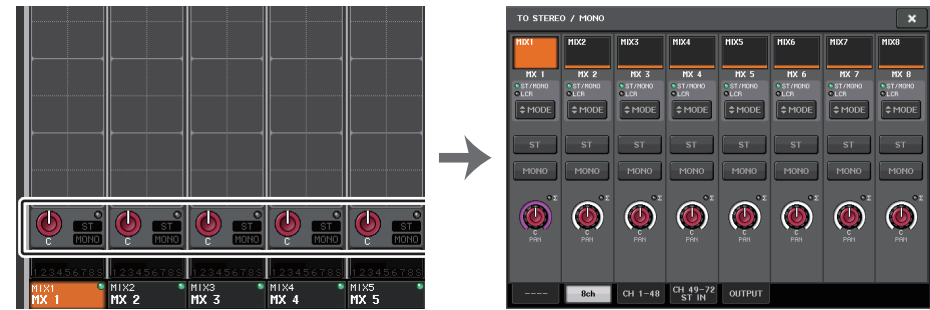 ST ST ST ST ST
C MONO C MONO C MONO C MONO C MONO
12345678S 12345678S 12345678S 12345678S 12345678S
MIX1 MIX2 MIX3 MIX4 MIX5
MX 1 MX 2 MX 3 MX 4 MX 5
TO STEREO / MONO
MIX1 MIX2 MIX3 MIX4 MIX5 MIX6 MIX7 MIX8
MX 1 MX 2 MX 3 MX 4 MX 5 MX 6 MX 7 MX 8
ST/MONO ST/MONO ST/MONO ST/MONO ST/MONO ST/MONO ST/MONO ST/MONO
LCR LCR LCR LCR LCR LCR LCR LCR
MODE MODE MODE MODE MODE MODE MODE MODE
ST ST ST ST ST ST ST ST
MONO MONO MONO MONO MONO MONO MONO MONO
Σ Σ Σ Σ Σ Σ Σ Σ
C C C C C C C C
PAN PAN PAN PAN PAN PAN PAN PAN
---- 8ch CH 1-48 CH 49-72 OUTPUT
ST IN